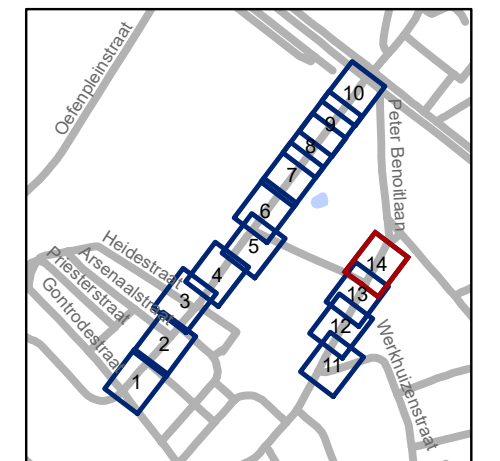 Oefenpleinstraat
Peter Benoitlaan
Heidestraat
Arsenaalstraat
Priesterstraat
Gontrodestraat
Werkhuizenstraat
10
9
8
7
6
5
4
3
2
1
14
13
12
11